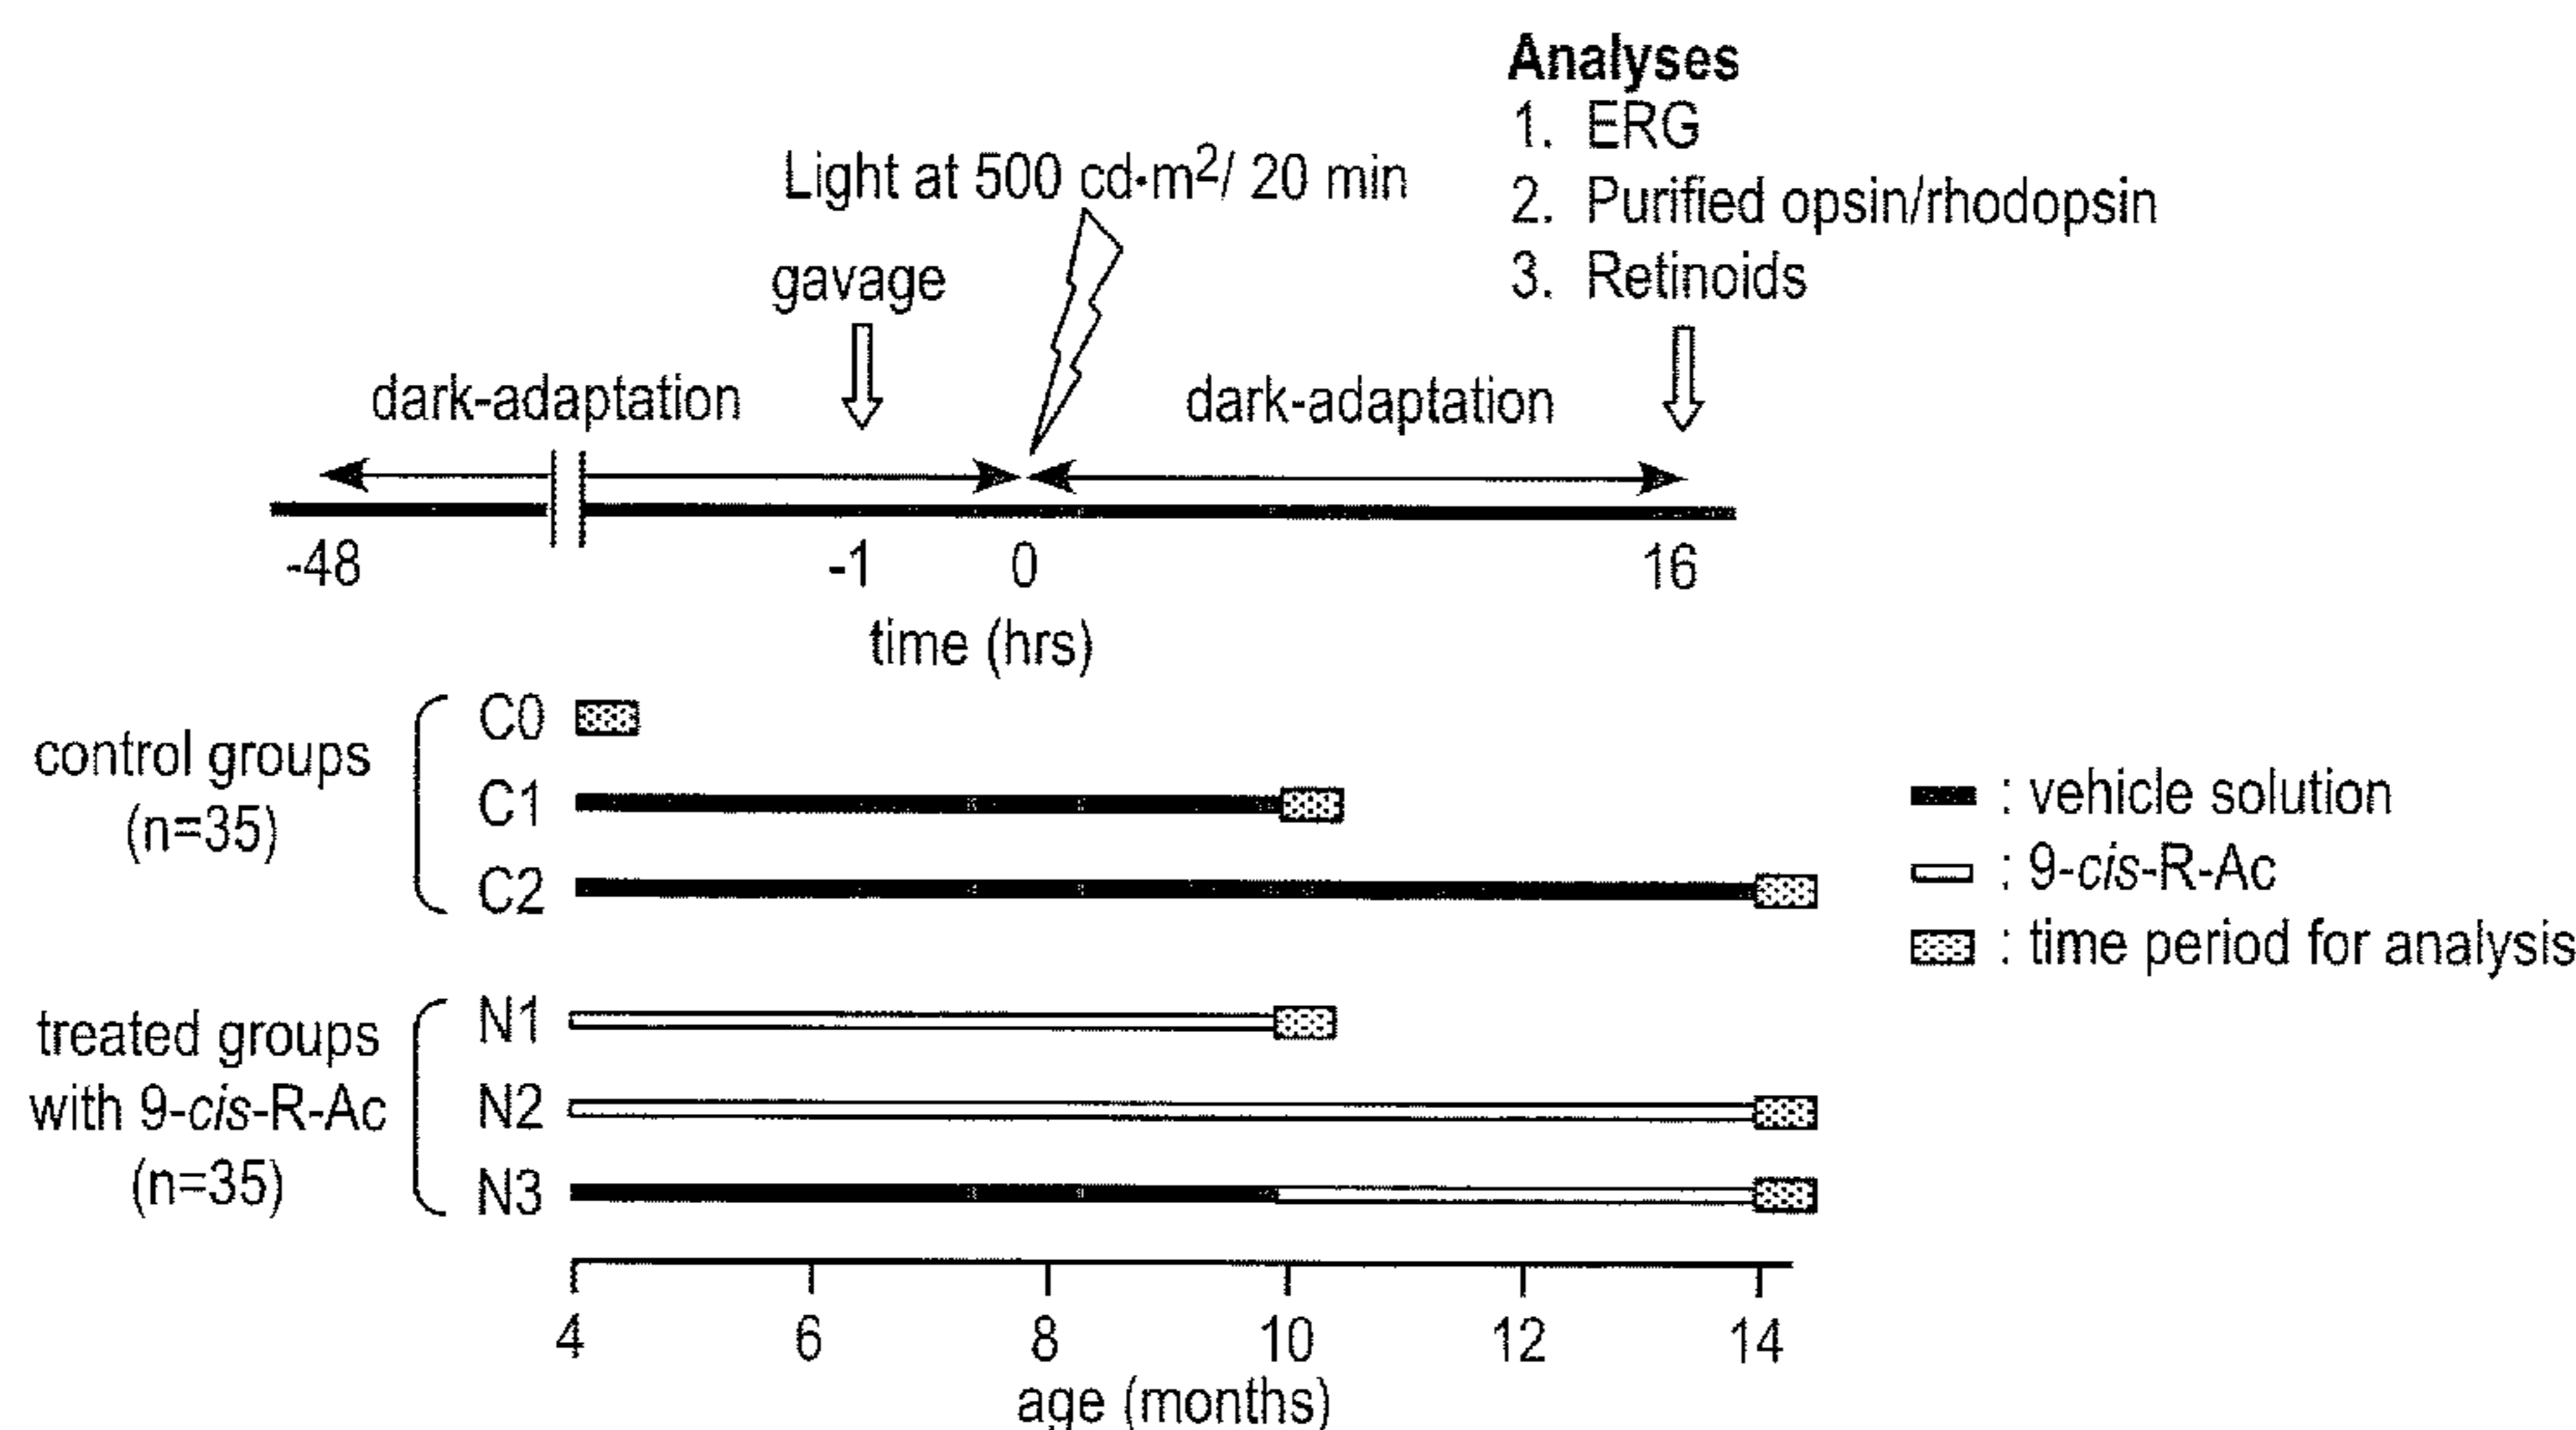 Analyses
1. ERG
2. Purified opsin/rhodopsin
3. Retinoids
Light at 500 cd·m²/ 20 min
gavage
dark-adaptation
dark-adaptation
-48
-1
0
16
time (hrs)
control groups
(n=35)
C0
C1
C2
treated groups
with 9-cis-R-Ac
(n=35)
N1
N2
N3
: vehicle solution
: 9-cis-R-Ac
: time period for analysis
4
6
8
10
12
14
age (months)